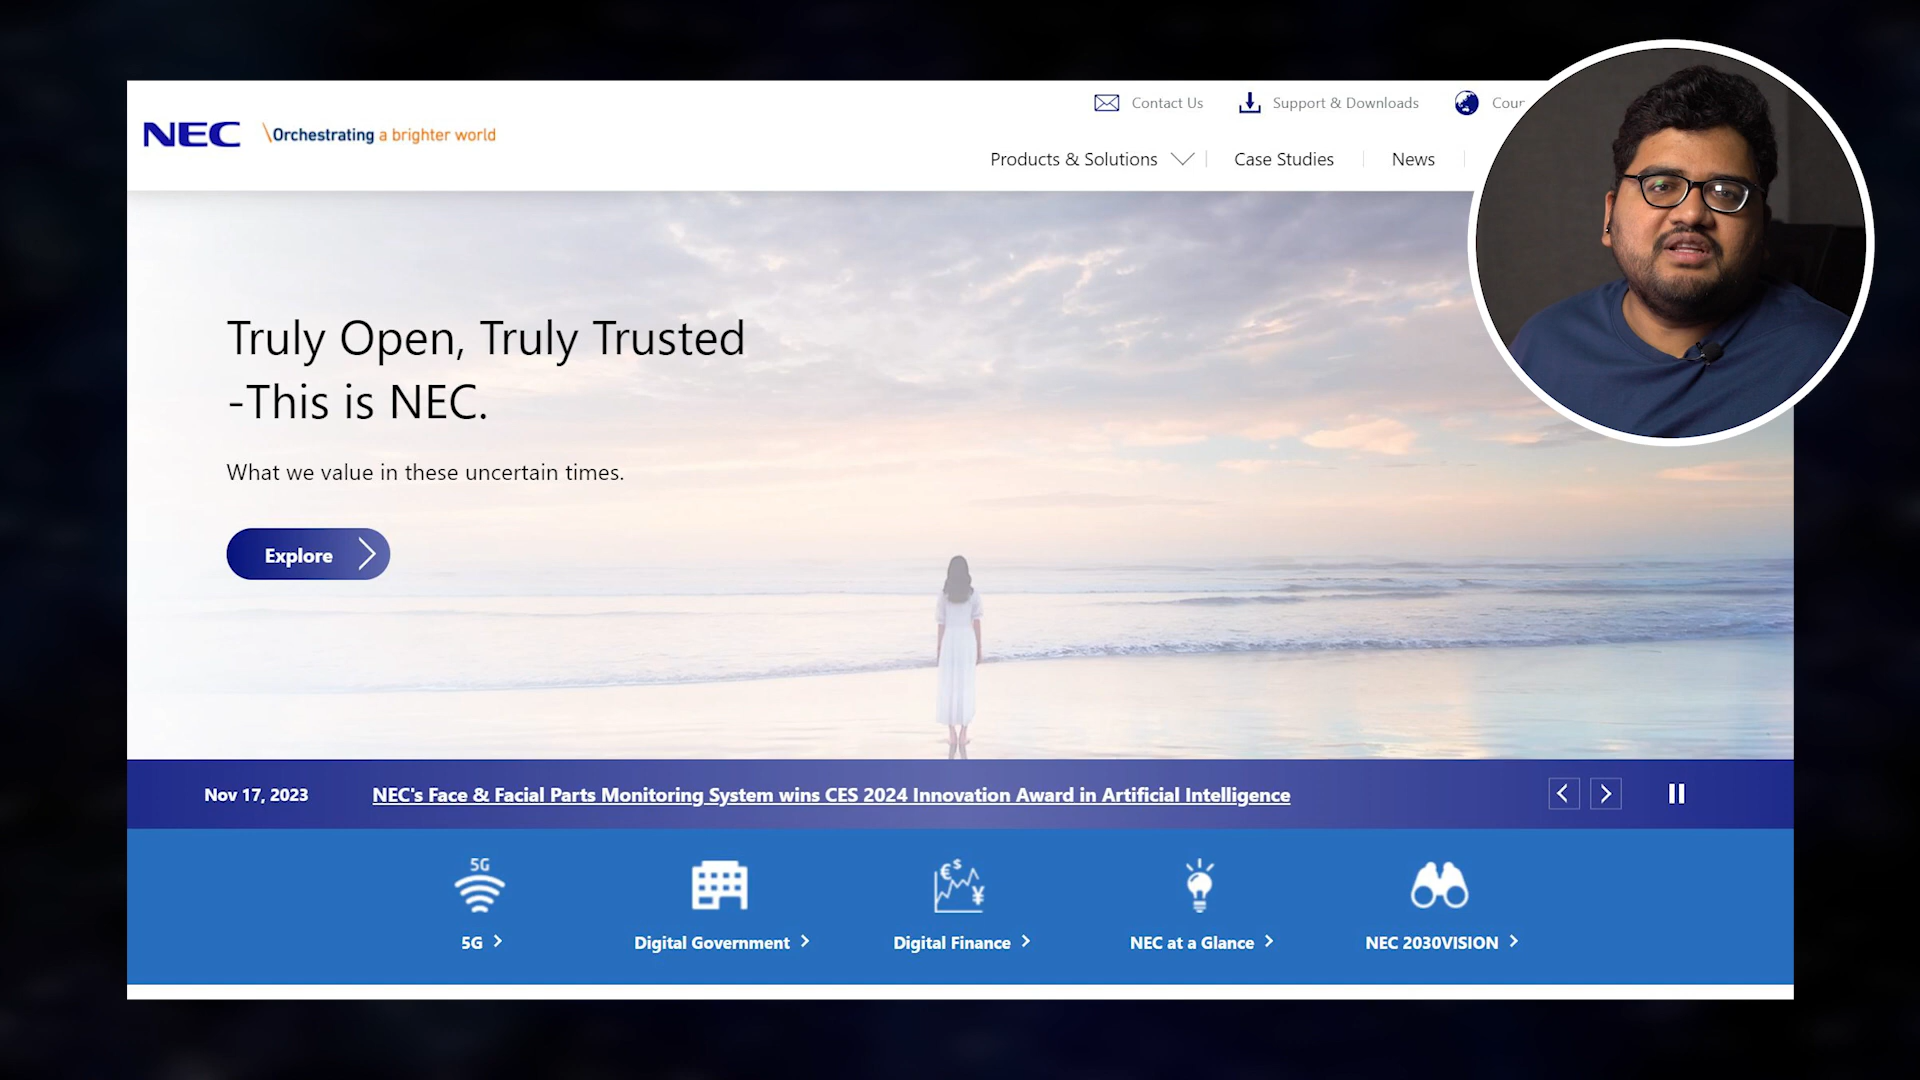 Contact Us
Support & Downloads
Coun
NEC
\Orchestrating a brighter world
Products & Solutions
Case Studies
News
Truly Open, Truly Trusted
-This is NEC.
What we value in these uncertain times.
Explore
Nov 17, 2023
NEC's Face & Facial Parts Monitoring System wins CES 2024 Innovation Award in Artificial Intelligence
5G
€ $ ¥
5G
Digital Government
Digital Finance
NEC at a Glance
NEC 2030VISION